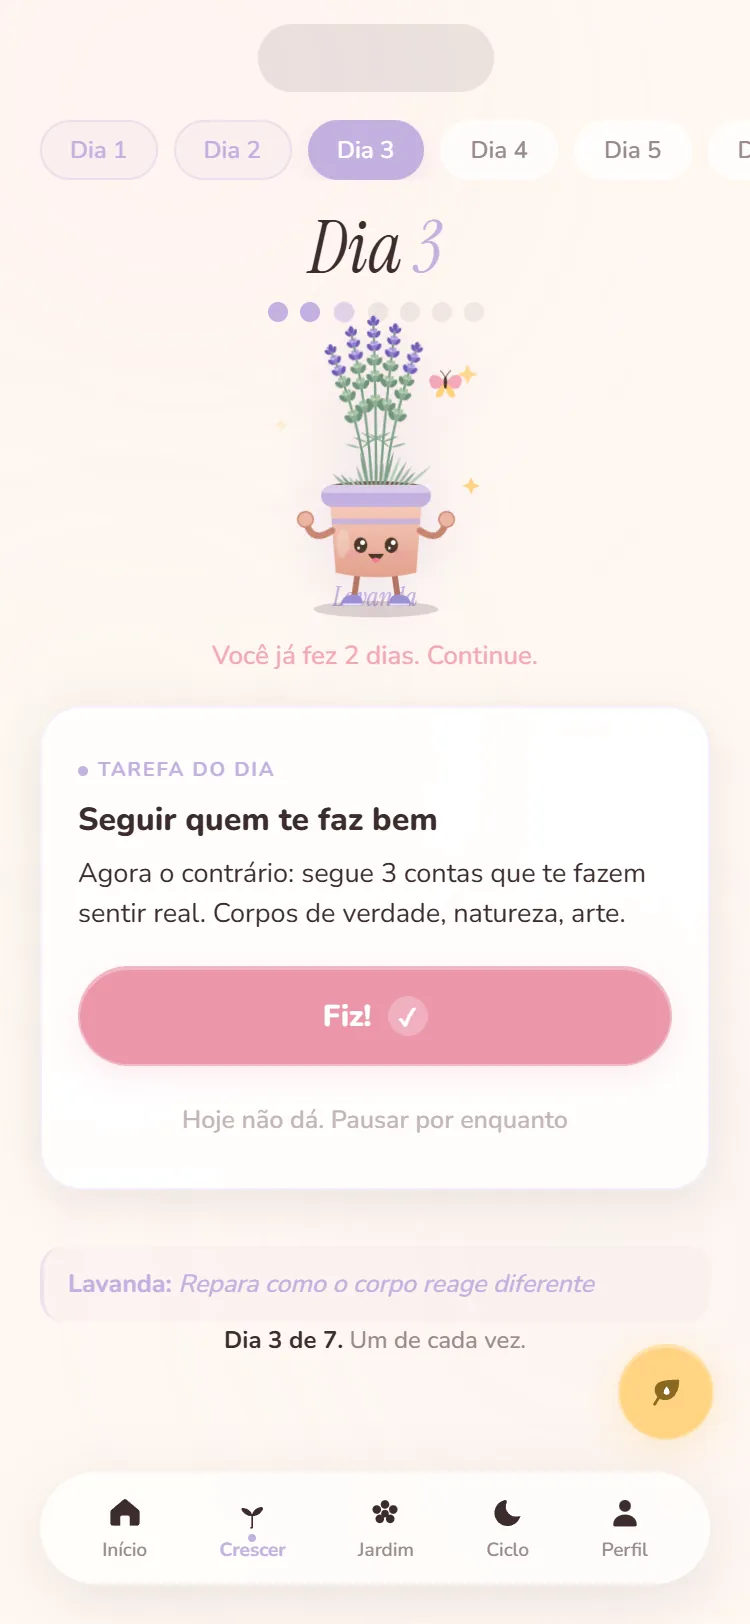 Dia 1
Dia 2
Dia 3
Dia 4
Dia 5
D
Dia 3
Lavanda
Você já fez 2 dias. Continue.
TAREFA DO DIA
Seguir quem te faz bem
Agora o contrário: segue 3 contas que te fazem
sentir real. Corpos de verdade, natureza, arte.
Fiz! ✓
Hoje não dá. Pausar por enquanto
Lavanda: Repara como o corpo reage diferente
Dia 3 de 7. Um de cada vez.
Início
Crescer
Jardim
Ciclo
Perfil